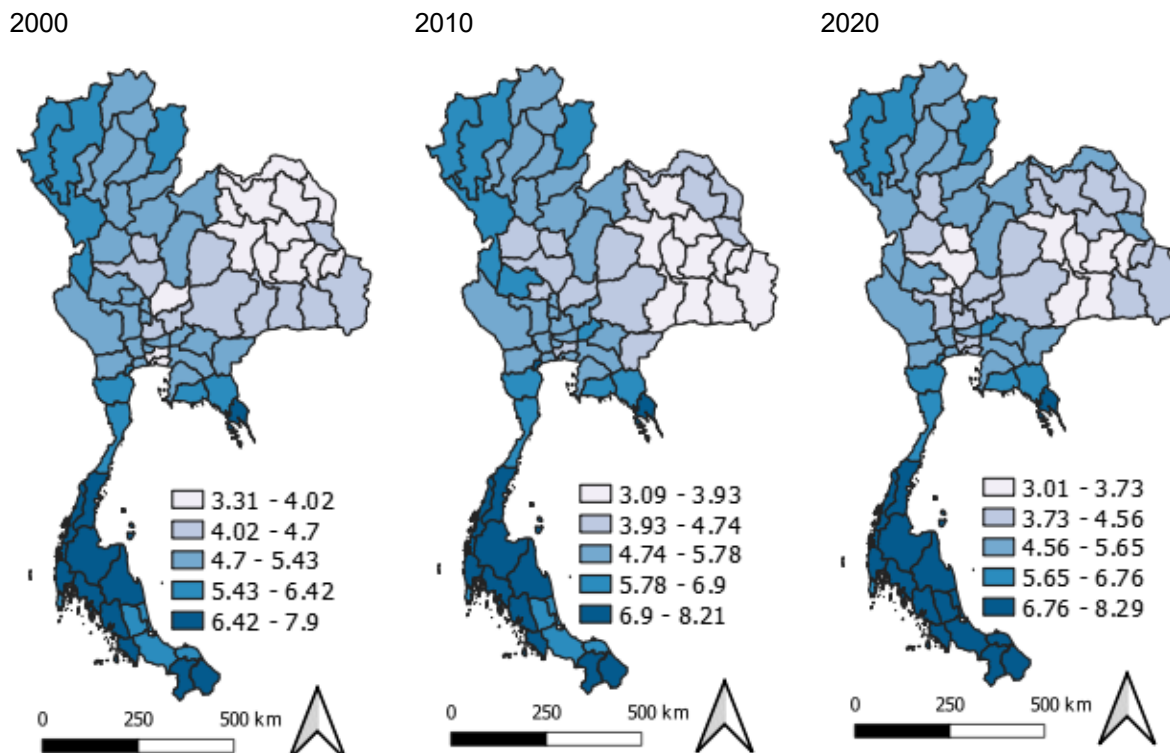 2000
2010
2020
3.31 - 4.02
4.02 - 4.7
4.7 - 5.43
5.43 - 6.42
6.42 - 7.9
0 250 500 km
3.09 - 3.93
3.93 - 4.74
4.74 - 5.78
5.78 - 6.9
6.9 - 8.21
0 250 500 km
3.01 - 3.73
3.73 - 4.56
4.56 - 5.65
5.65 - 6.76
6.76 - 8.29
0 250 500 km